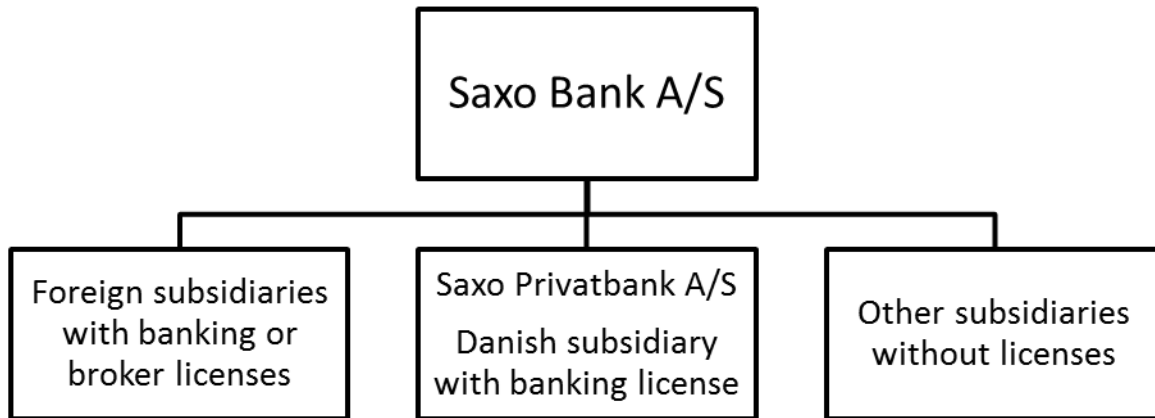 Saxo Bank A/S
Foreign subsidiaries
with banking or
broker licenses
Saxo Privatbank A/S
Danish subsidiary
with banking license
Other subsidiaries
without licenses